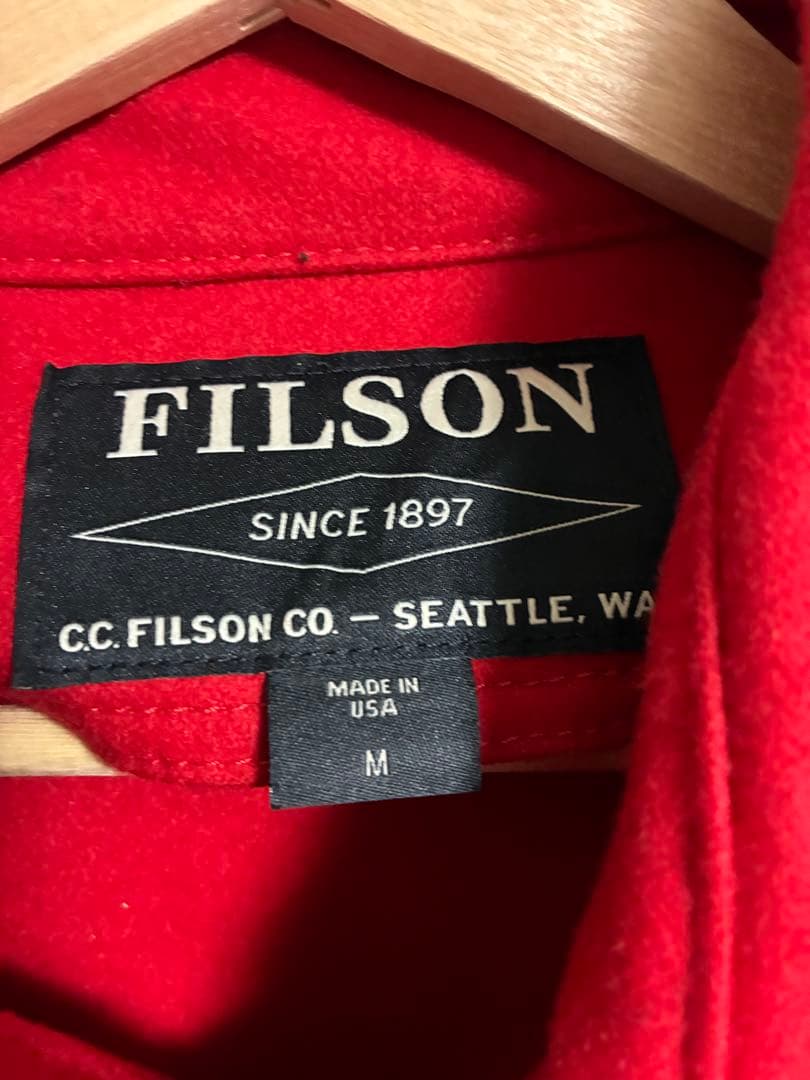 FILSON
SINCE 1897
C.C. FILSON CO. — SEATTLE, WA
MADE IN
USA
M